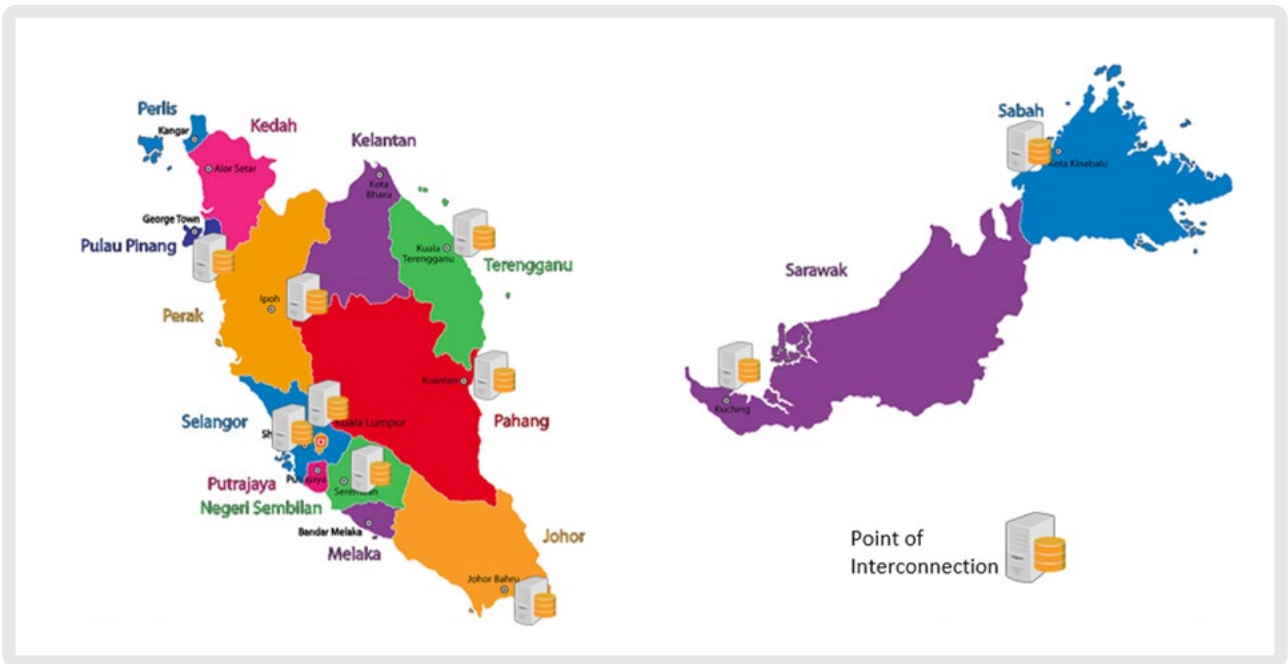 Perlis
Kangar
Kedah
Alor Setar
Kelantan
Kota
Bharu
George Town
Pulau Pinang
Kuala
Terengganu
Terengganu
Ipoh
Perak
Kuantan
Pahang
Selangor
Kuala Lumpur
Putrajaya
Putrajaya
Seremban
Negeri Sembilan
Bandar Melaka
Melaka
Johor
Johor Bahru
Sabah
Kota Kinabalu
Sarawak
Kuching
Point of
Interconnection